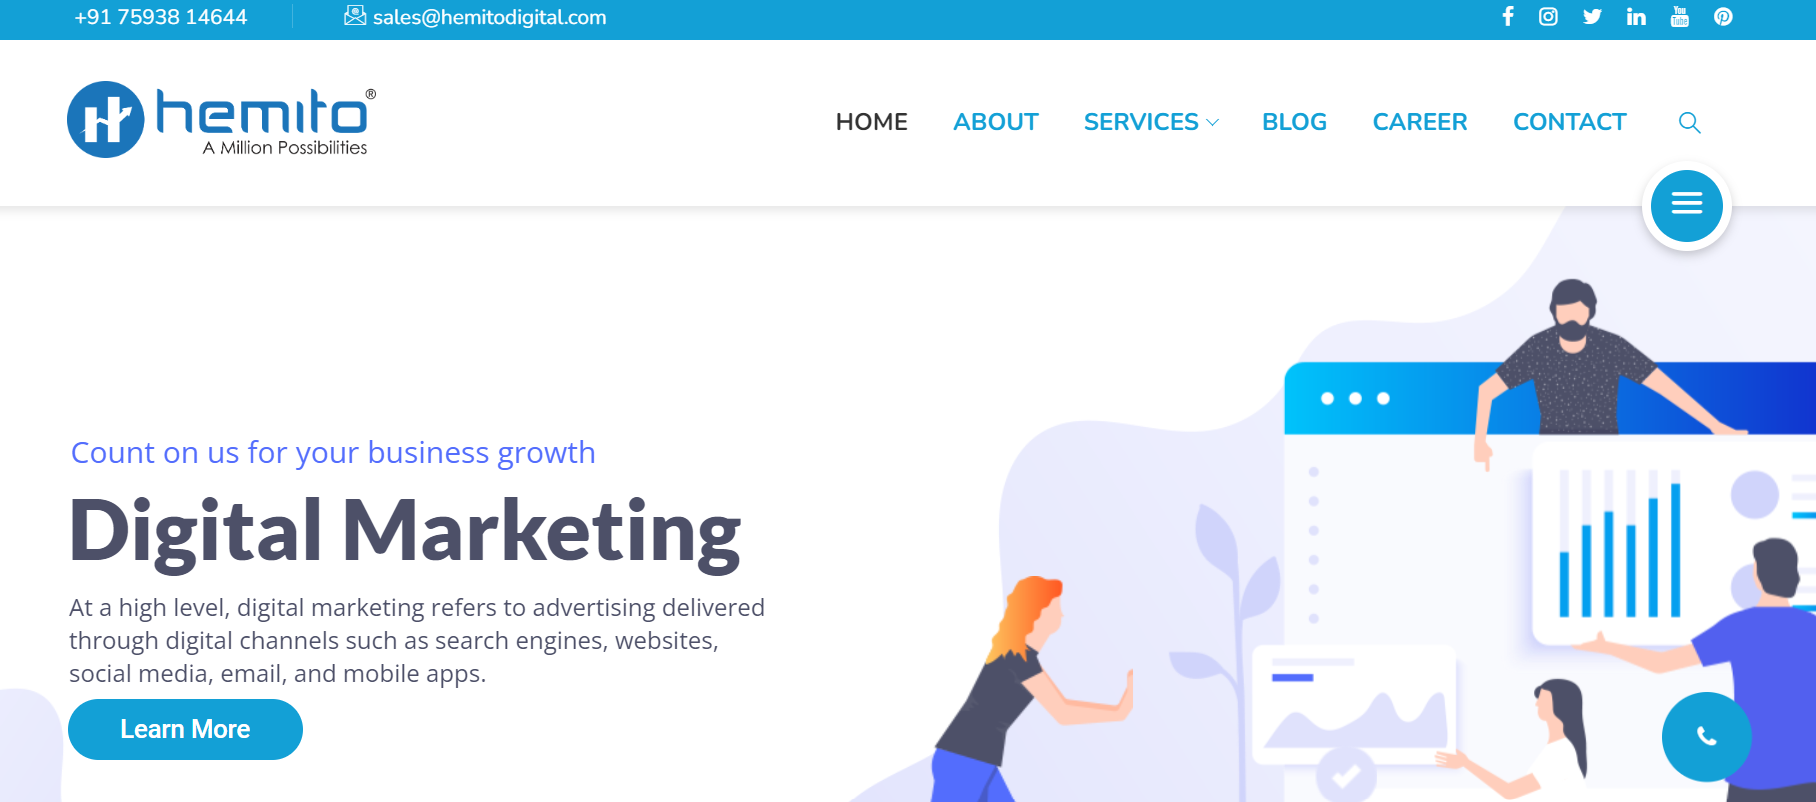 +91 75938 14644
sales@hemitodigital.com
You
Tube
hemito®
A Million Possibilities
HOME
ABOUT
SERVICES
BLOG
CAREER
CONTACT
Count on us for your business growth
Digital Marketing
At a high level, digital marketing refers to advertising delivered
through digital channels such as search engines, websites,
social media, email, and mobile apps.
Learn More